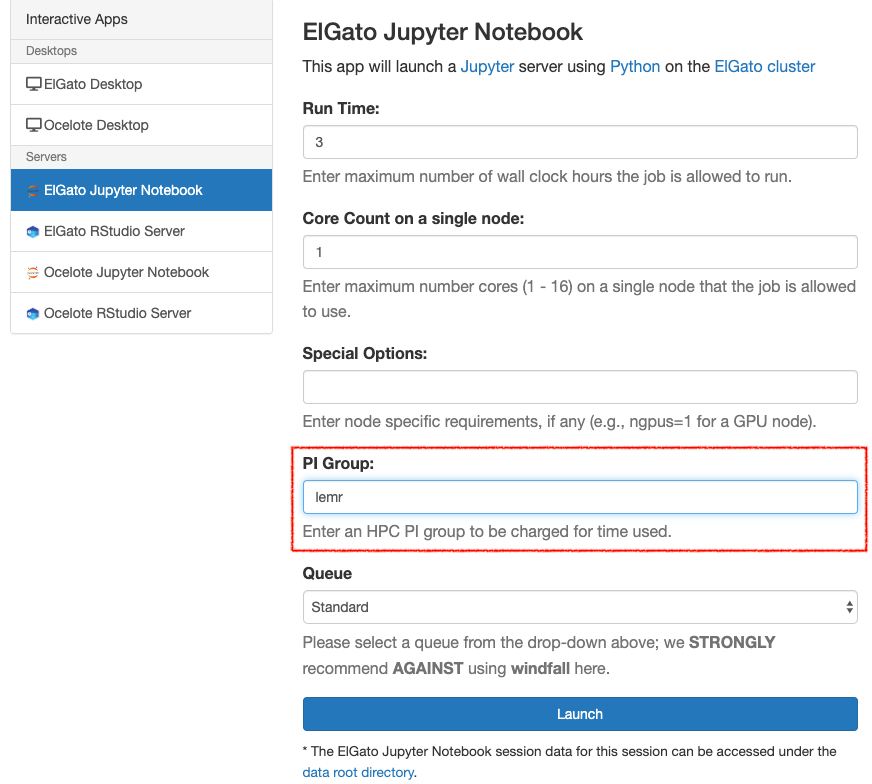 Interactive Apps
Desktops
ElGato Desktop
Ocelote Desktop
Servers
ElGato Jupyter Notebook
ElGato RStudio Server
Ocelote Jupyter Notebook
Ocelote RStudio Server
ElGato Jupyter Notebook
This app will launch a Jupyter server using Python on the ElGato cluster
Run Time:
3
Enter maximum number of wall clock hours the job is allowed to run.
Core Count on a single node:
1
Enter maximum number cores (1 - 16) on a single node that the job is allowed
to use.
Special Options:
Enter node specific requirements, if any (e.g., ngpus=1 for a GPU node).
PI Group:
lemr
Enter an HPC PI group to be charged for time used.
Queue
Standard
Please select a queue from the drop-down above; we STRONGLY
recommend AGAINST using windfall here.
Launch
* The ElGato Jupyter Notebook session data for this session can be accessed under the
data root directory.